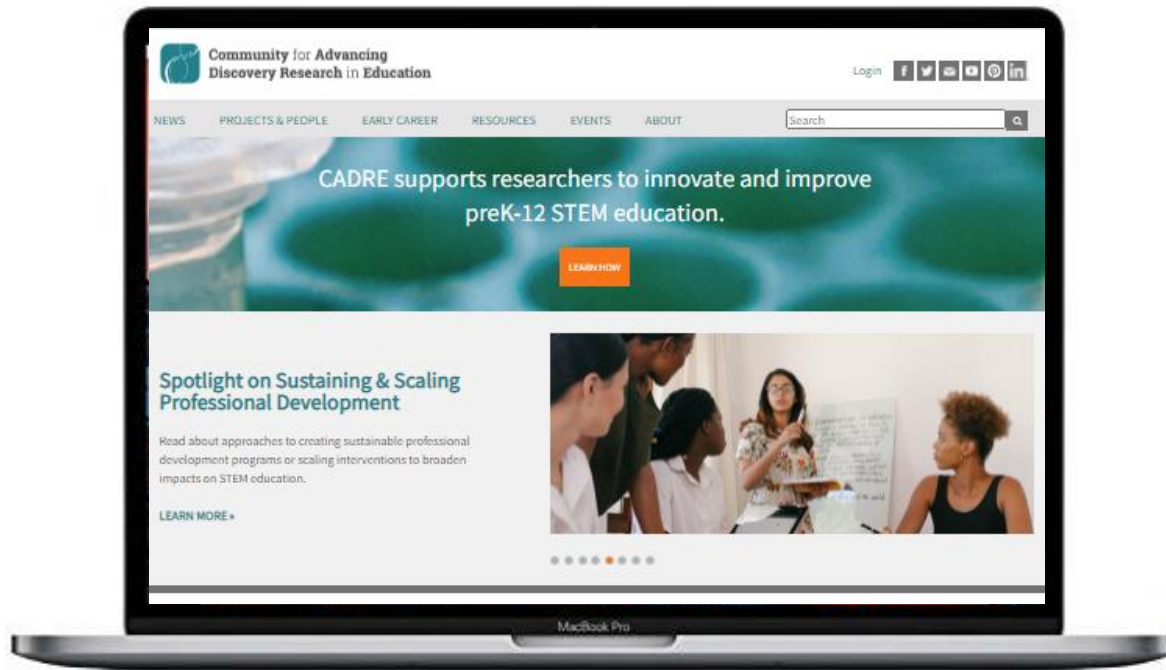 Community for Advancing
Discovery Research in Education
Login
NEWS PROJECTS & PEOPLE EARLY CAREER RESOURCES EVENTS ABOUT Search
CADRE supports researchers to innovate and improve
preK-12 STEM education.
LEARN HOW
Spotlight on Sustaining & Scaling
Professional Development
Read about approaches to creating sustainable professional
development programs or scaling interventions to broaden
impacts on STEM education.
LEARN MORE »
MacBook Pro